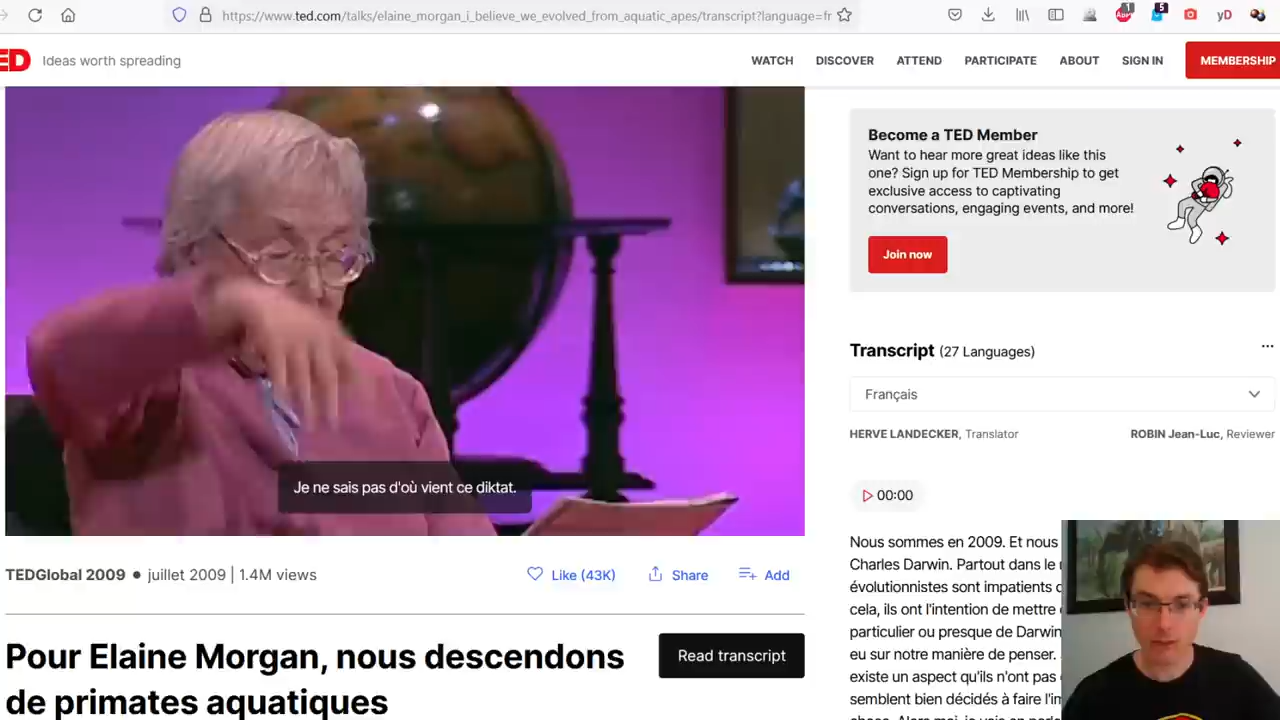 https://www.ted.com/talks/elaine_morgan_i_believe_we_evolved_from_aquatic_apes/transcript?language=fr
1
5
yD
ED
Ideas worth spreading
WATCH
DISCOVER
ATTEND
PARTICIPATE
ABOUT
SIGN IN
MEMBERSHIP
Je ne sais pas d'où vient ce diktat.
TEDGlobal 2009 ● juillet 2009 | 1.4M views
Like (43K)
Share
Add
Pour Elaine Morgan, nous descendons
de primates aquatiques
Read transcript
Become a TED Member
Want to hear more great ideas like this
one? Sign up for TED Membership to get
exclusive access to captivating
conversations, engaging events, and more!
Join now
Transcript (27 Languages)
...
Français
HERVE LANDECKER, Translator
ROBIN Jean-Luc, Reviewer
00:00
Nous sommes en 2009. Et nous
Charles Darwin. Partout dans le
évolutionnistes sont impatients
cela, ils ont l'intention de mettre
particulier ou presque de Darwin
eu sur notre manière de penser.
existe un aspect qu'ils n'ont pas
semblent bien décidés à faire l'im